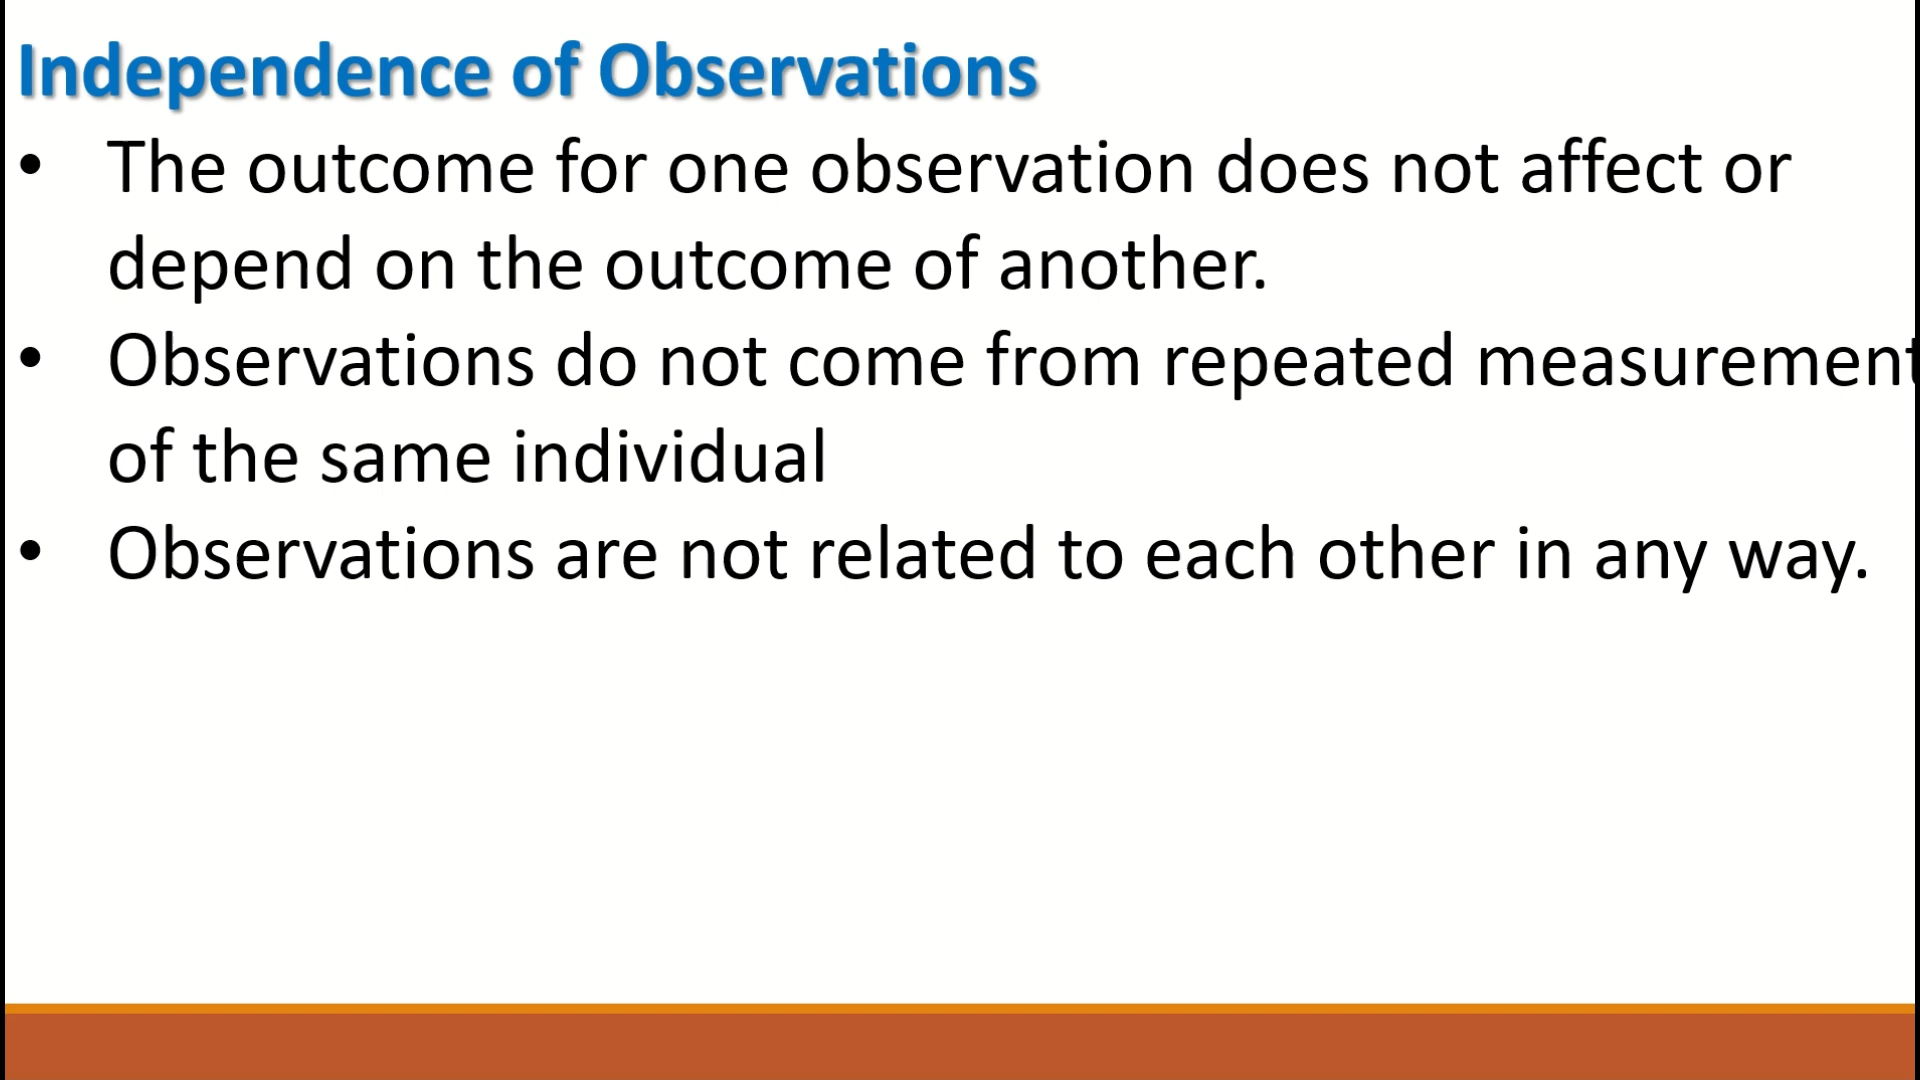 Independence of Observations
• The outcome for one observation does not affect or
depend on the outcome of another.
• Observations do not come from repeated measurement
of the same individual
• Observations are not related to each other in any way.